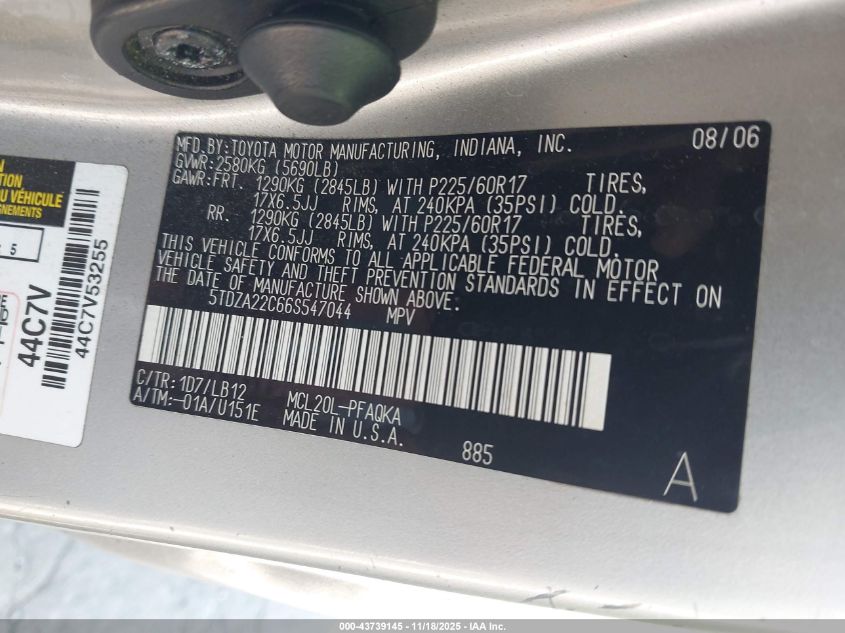 MFD.BY:TOYOTA MOTOR MANUFACTURING, INDIANA, INC. 08/06
GVWR:2580KG (5690LB)
GAWR:FRT. 1290KG (2845LB) WITH P225/60R17 TIRES,
17X6.5JJ RIMS, AT 240KPA (35PSI) COLD.
RR. 1290KG (2845LB) WITH P225/60R17 TIRES,
17X6.5JJ RIMS, AT 240KPA (35PSI) COLD.
THIS VEHICLE CONFORMS TO ALL APPLICABLE FEDERAL MOTOR
VEHICLE SAFETY AND THEFT PREVENTION STANDARDS IN EFFECT ON
THE DATE OF MANUFACTURE SHOWN ABOVE.
5TDZA22C66S547044 MPV
C/TR:1D7/LB12 MCL20L-PFAQKA
A/TM:-01A/U151E MADE IN U.S.A.
885
A
DU VÉHICULE
5
44C7V
44C7V53255
000-43739145 - 11/18/2025 - IAA Inc.